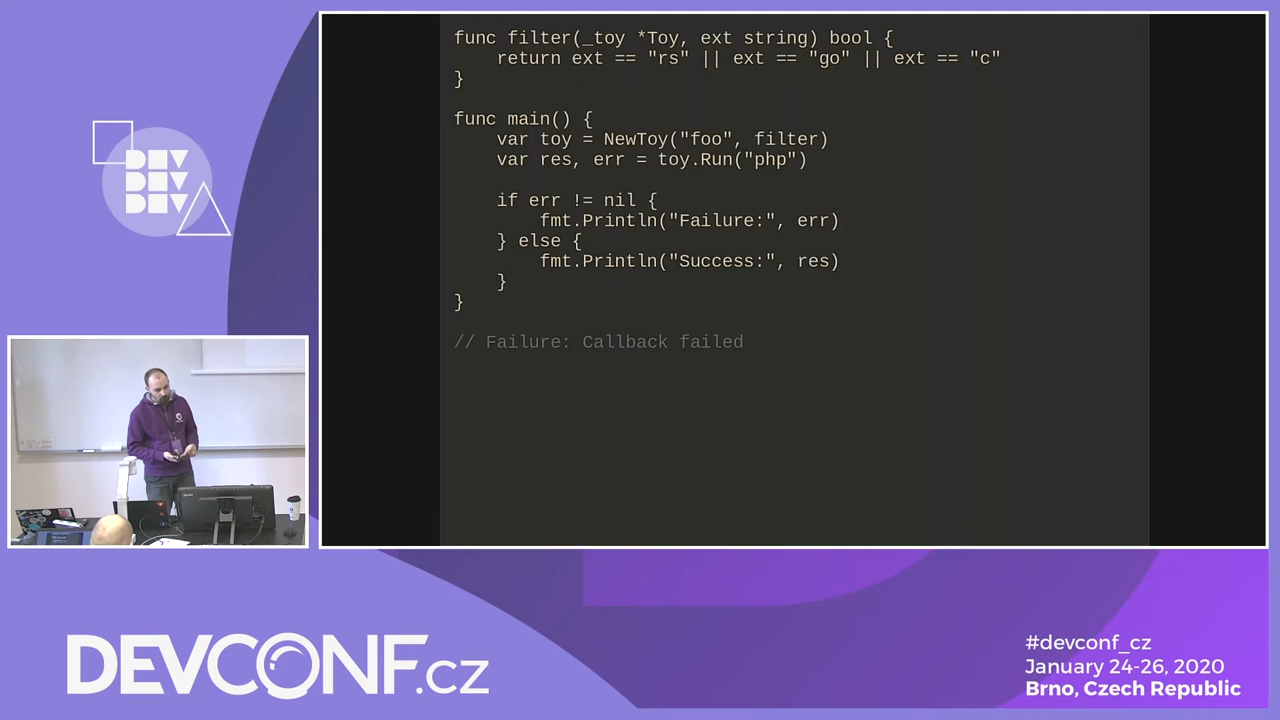 func filter(_toy *Toy, ext string) bool {
    return ext == "rs" || ext == "go" || ext == "c"
}
func main() {
    var toy = NewToy("foo", filter)
    var res, err = toy.Run("php")
    if err != nil {
        fmt.Println("Failure:", err)
    } else {
        fmt.Println("Success:", res)
    }
}
// Failure: Callback failed
DEV
DEV
DEV
DEVCONF.cz
#devconf_cz
January 24-26, 2020
Brno, Czech Republic